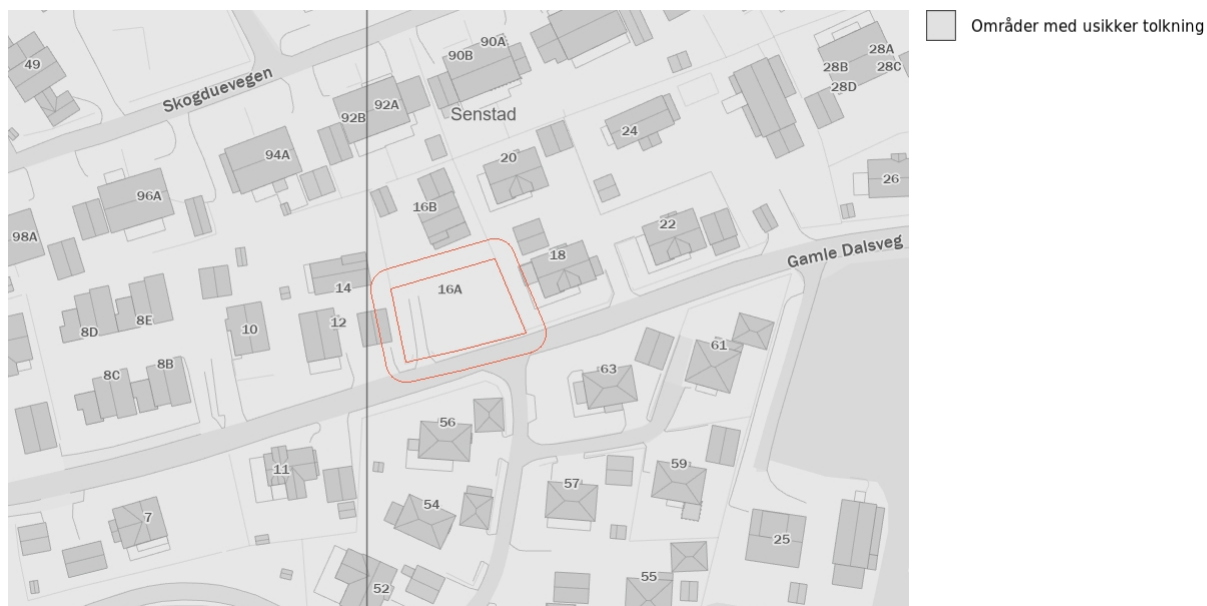 90A
90B
28A
28B
28C
28D
49
Skogduevegen
92A
92B
Senstad
24
94A
20
26
96A
16B
22
98A
18
Gamle Dalsveg
14
16A
8E
8D
10
12
61
8B
8C
63
56
11
59
57
54
7
25
55
52
Områder med usikker tolkning